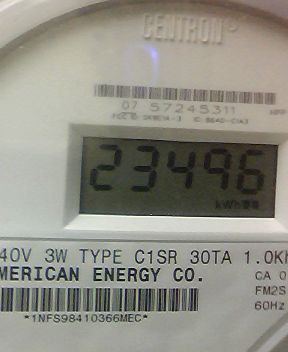 CENTRON®
07 57245311
23496
kWh
40V 3W TYPE C1SR 30TA 1.0Kh
MERICAN ENERGY CO.
CA 0
FM2S
60Hz
*1NFS98410366MEC*